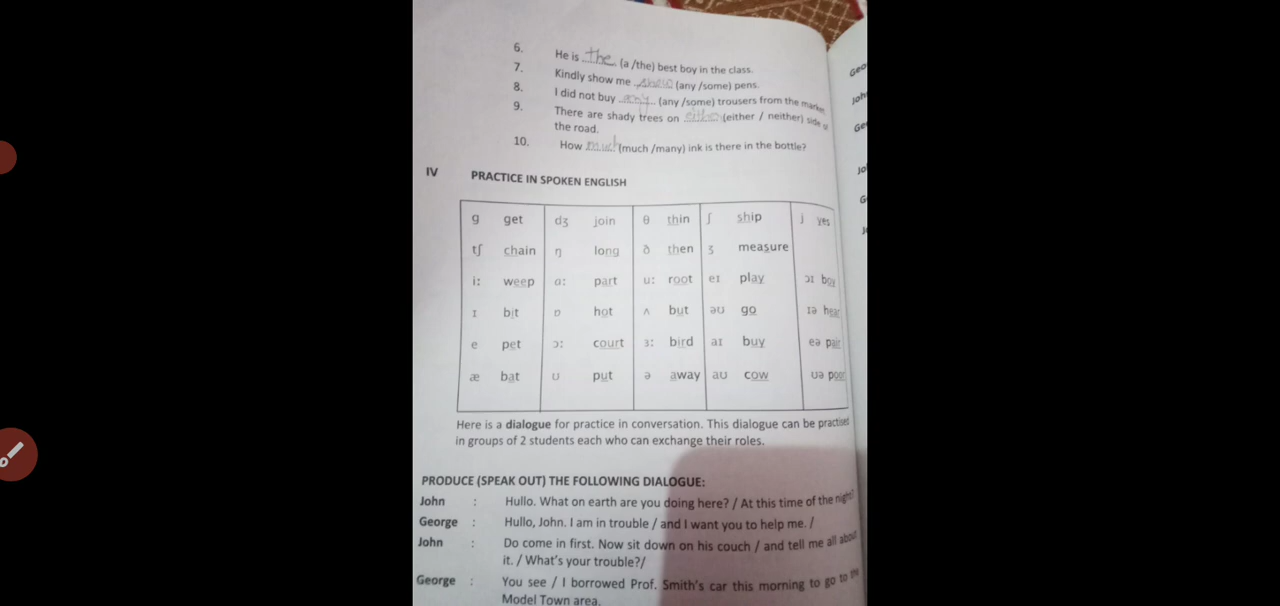 6. He is the (a /the) best boy in the class.
7. Kindly show me ........ (any /some) pens.
8. I did not buy any (any /some) trousers from the market
9. There are shady trees on either (either / neither) side o
the road.
10. How much (much /many) ink is there in the bottle?
IV PRACTICE IN SPOKEN ENGLISH
g get dʒ join θ thin ʃ ship j yes
tʃ chain ŋ long ð then ʒ measure
i: weep ɑ: part u: root eɪ play ɔɪ boy
ɪ bit ɒ hot ʌ but əʊ go ɪə hear
e pet ɔ: court ɜ: bird aɪ buy eə pair
æ bat ʊ put ə away aʊ cow ʊə poor
Here is a dialogue for practice in conversation. This dialogue can be practised
in groups of 2 students each who can exchange their roles.
PRODUCE (SPEAK OUT) THE FOLLOWING DIALOGUE:
John : Hullo. What on earth are you doing here? / At this time of the night?
George : Hullo, John. I am in trouble / and I want you to help me. /
John : Do come in first. Now sit down on his couch / and tell me all about
it. / What's your trouble?/
George : You see / I borrowed Prof. Smith's car this morning to go to the
Model Town area.